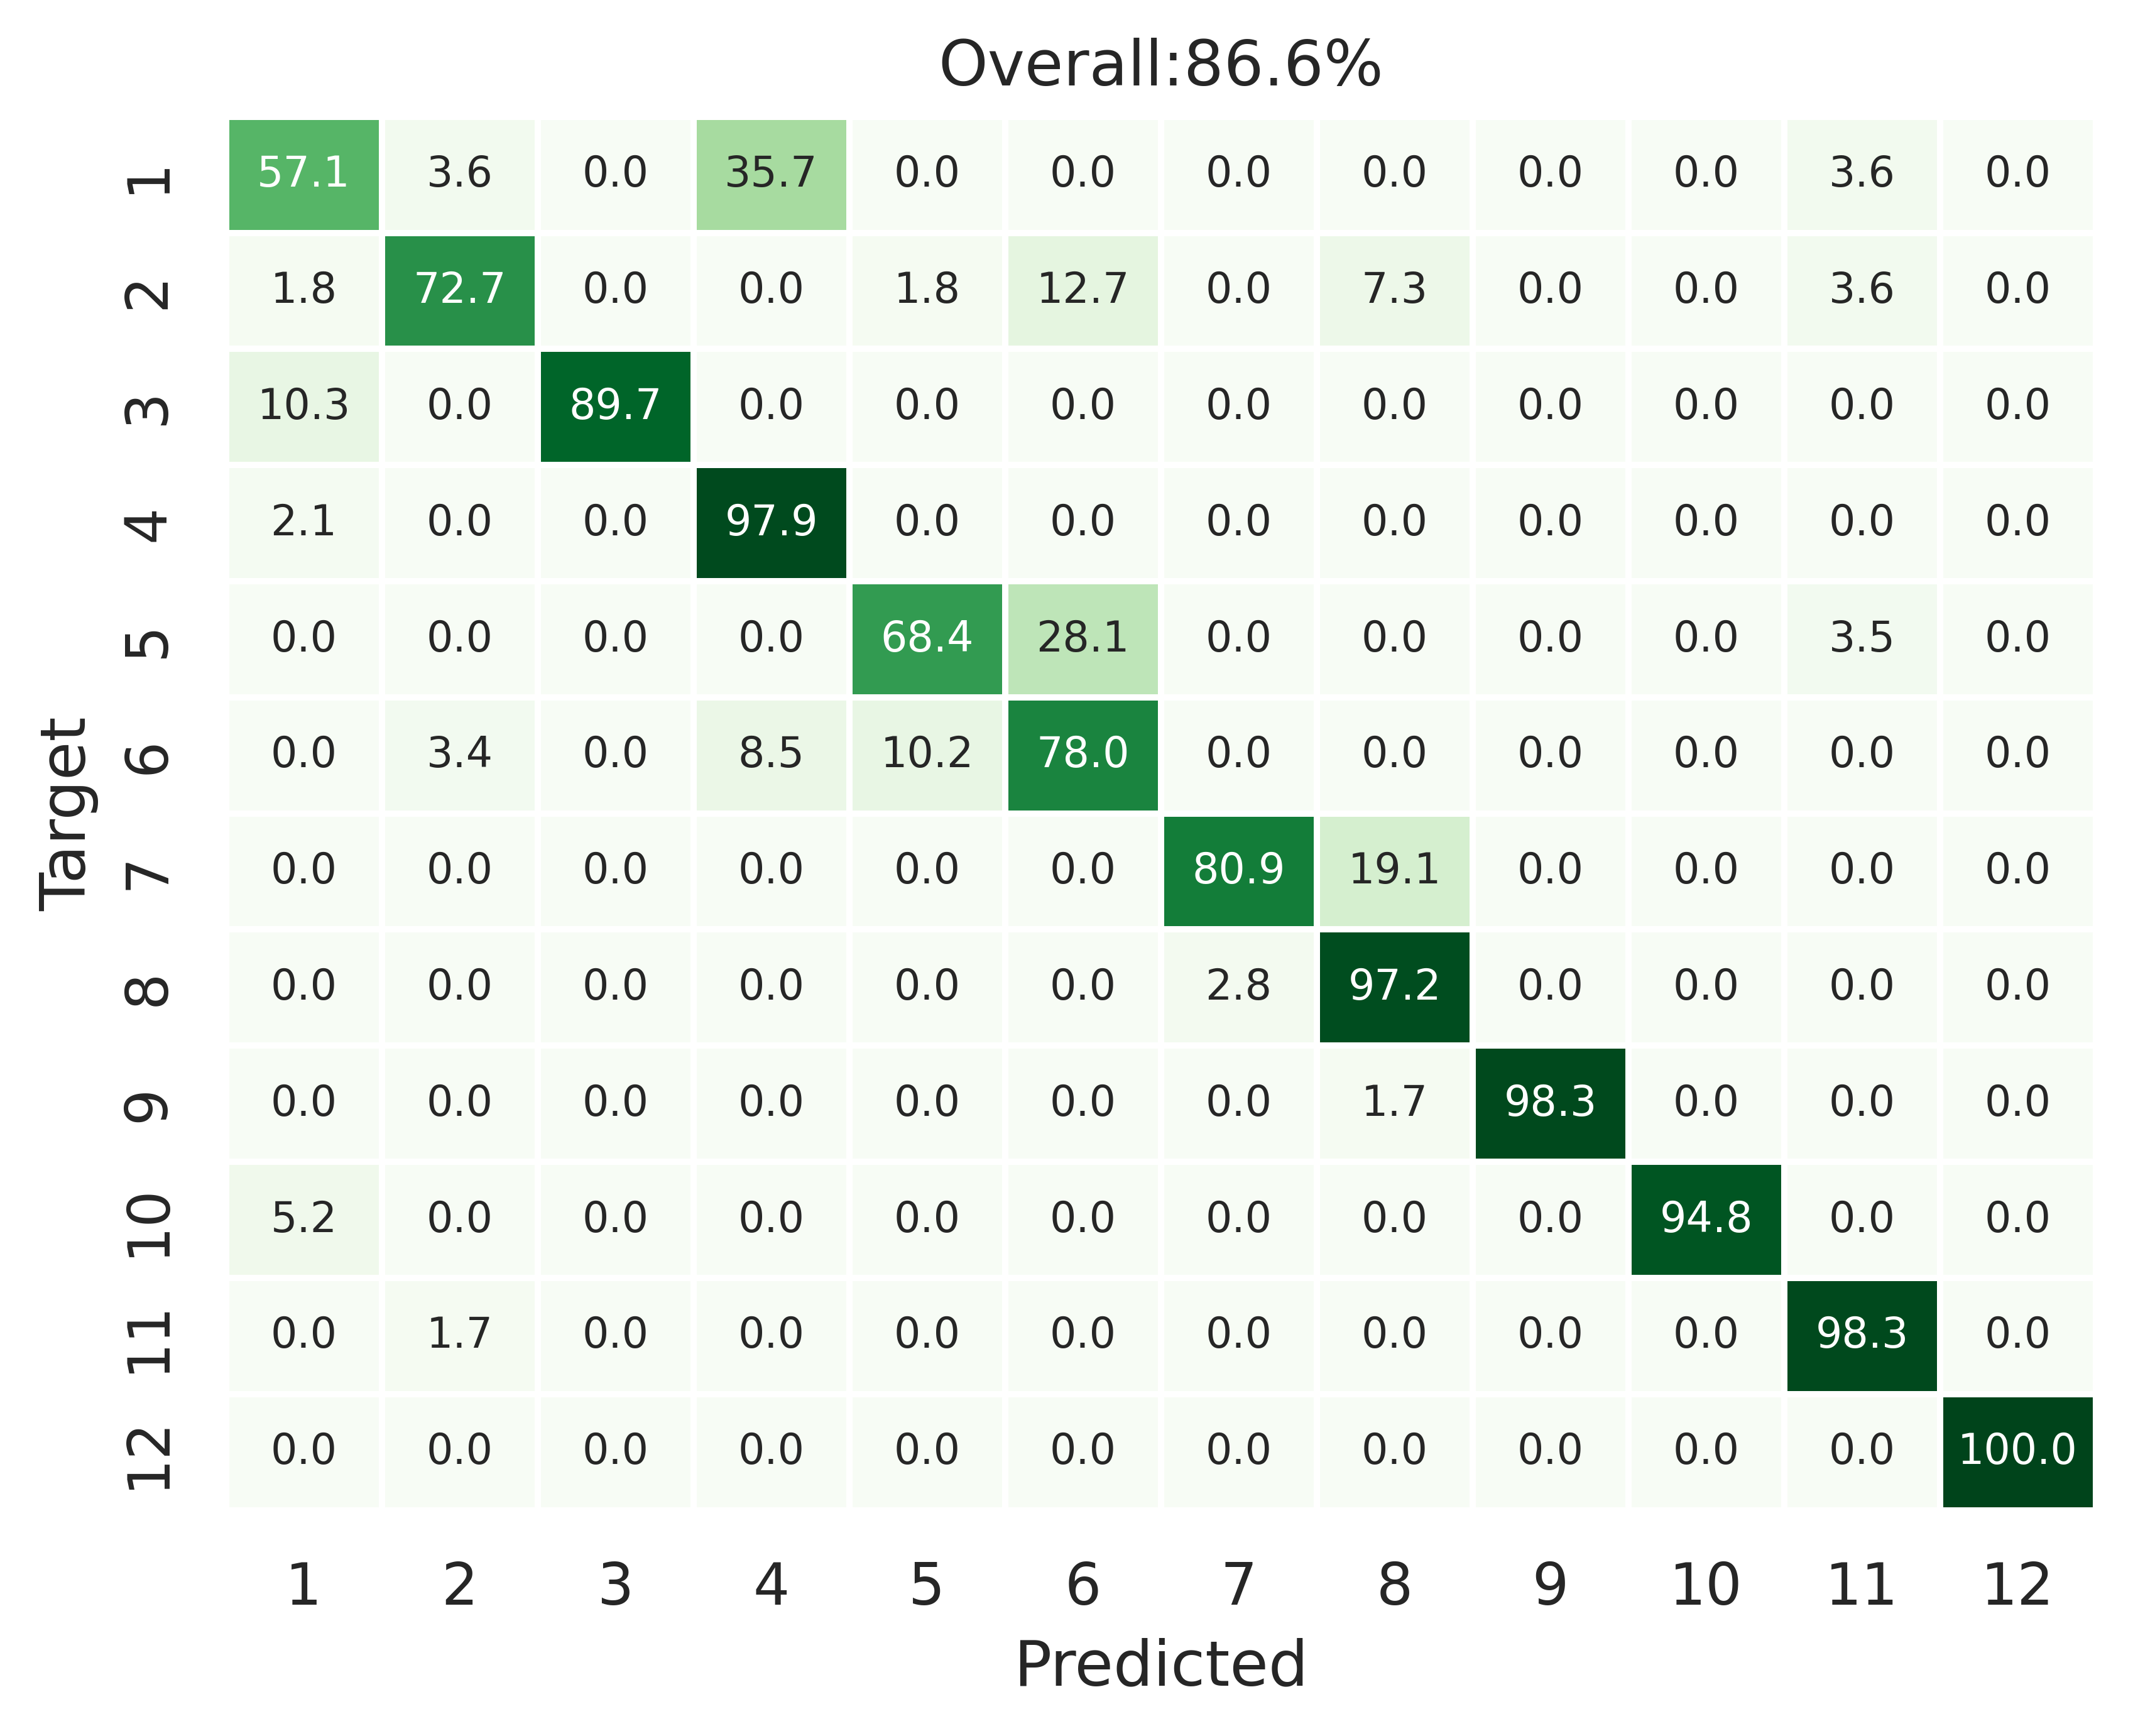 Overall:86.6%
1 57.1 3.6 0.0 35.7 0.0 0.0 0.0 0.0 0.0 0.0 3.6 0.0
2 1.8 72.7 0.0 0.0 1.8 12.7 0.0 7.3 0.0 0.0 3.6 0.0
3 10.3 0.0 89.7 0.0 0.0 0.0 0.0 0.0 0.0 0.0 0.0 0.0
4 2.1 0.0 0.0 97.9 0.0 0.0 0.0 0.0 0.0 0.0 0.0 0.0
5 0.0 0.0 0.0 0.0 68.4 28.1 0.0 0.0 0.0 0.0 3.5 0.0
6 0.0 3.4 0.0 8.5 10.2 78.0 0.0 0.0 0.0 0.0 0.0 0.0
7 0.0 0.0 0.0 0.0 0.0 0.0 80.9 19.1 0.0 0.0 0.0 0.0
8 0.0 0.0 0.0 0.0 0.0 0.0 2.8 97.2 0.0 0.0 0.0 0.0
9 0.0 0.0 0.0 0.0 0.0 0.0 0.0 1.7 98.3 0.0 0.0 0.0
10 5.2 0.0 0.0 0.0 0.0 0.0 0.0 0.0 0.0 94.8 0.0 0.0
11 0.0 1.7 0.0 0.0 0.0 0.0 0.0 0.0 0.0 0.0 98.3 0.0
12 0.0 0.0 0.0 0.0 0.0 0.0 0.0 0.0 0.0 0.0 0.0 100.0
Target
1 2 3 4 5 6 7 8 9 10 11 12
Predicted